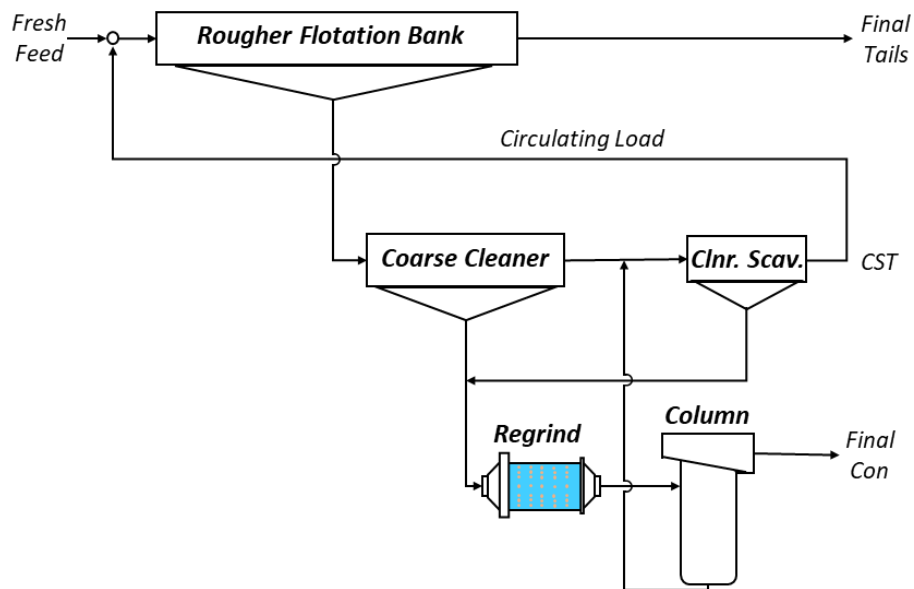 Fresh
Feed
Rougher Flotation Bank
Final
Tails
Circulating Load
Coarse Cleaner
Clnr. Scav.
CST
Column
Regrind
Final
Con